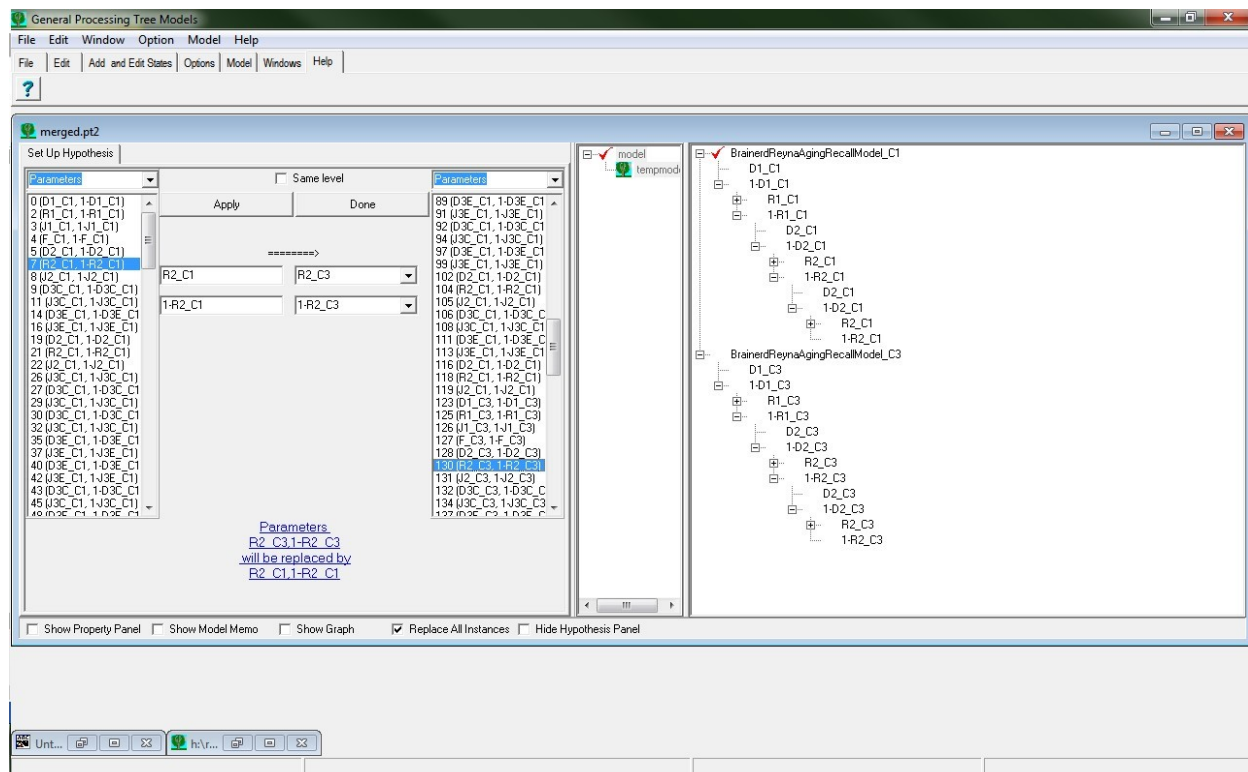 General Processing Tree Models
File Edit Window Option Model Help
File Edit Add and Edit States Options Model Windows Help
?
merged.pt2
Set Up Hypothesis
Parameters
Same level
Parameters
Apply
Done
0 (D1_C1, 1-D1_C1)
2 (R1_C1, 1-R1_C1)
3 (J1_C1, 1-J1_C1)
4 (F_C1, 1-F_C1)
5 (D2_C1, 1-D2_C1)
7 (R2_C1, 1-R2_C1)
8 (J2_C1, 1-J2_C1)
9 (D3C_C1, 1-D3C_C1)
11 (J3C_C1, 1-J3C_C1)
14 (D3E_C1, 1-D3E_C1
16 (J3E_C1, 1-J3E_C1)
19 (D2_C1, 1-D2_C1)
21 (R2_C1, 1-R2_C1)
22 (J2_C1, 1-J2_C1)
26 (J3C_C1, 1-J3C_C1)
27 (D3C_C1, 1-D3C_C1
29 (J3C_C1, 1-J3C_C1)
30 (D3C_C1, 1-D3C_C1
32 (J3C_C1, 1-J3C_C1)
35 (D3E_C1, 1-D3E_C1
37 (J3E_C1, 1-J3E_C1)
40 (D3E_C1, 1-D3E_C1
42 (J3E_C1, 1-J3E_C1)
43 (D3C_C1, 1-D3C_C1
45 (J3C_C1, 1-J3C_C1)
48 (D3E_C1, 1-D3E_C1
========>
R2_C1
R2_C3
1-R2_C1
1-R2_C3
Parameters
R2_C3,1-R2_C3
will be replaced by
R2_C1,1-R2_C1
89 (D3E_C1, 1-D3E_C1
91 (J3E_C1, 1-J3E_C1)
92 (D3C_C1, 1-D3C_C1
94 (J3C_C1, 1-J3C_C1)
97 (D3E_C1, 1-D3E_C1
99 (J3E_C1, 1-J3E_C1)
102 (D2_C1, 1-D2_C1)
104 (R2_C1, 1-R2_C1)
105 (J2_C1, 1-J2_C1)
106 (D3C_C1, 1-D3C_C
108 (J3C_C1, 1-J3C_C1
111 (D3E_C1, 1-D3E_C
113 (J3E_C1, 1-J3E_C1
116 (D2_C1, 1-D2_C1)
118 (R2_C1, 1-R2_C1)
119 (J2_C1, 1-J2_C1)
123 (D1_C3, 1-D1_C3)
125 (R1_C3, 1-R1_C3)
126 (J1_C3, 1-J1_C3)
127 (F_C3, 1-F_C3)
128 (D2_C3, 1-D2_C3)
130 (R2_C3, 1-R2_C3)
131 (J2_C3, 1-J2_C3)
132 (D3C_C3, 1-D3C_C
134 (J3C_C3, 1-J3C_C3
137 (D3E_C3, 1-D3E_C
model
tempmod
BrainerdReynaAgingRecallModel_C1
D1_C1
1-D1_C1
R1_C1
1-R1_C1
D2_C1
1-D2_C1
R2_C1
1-R2_C1
D2_C1
1-D2_C1
R2_C1
1-R2_C1
BrainerdReynaAgingRecallModel_C3
D1_C3
1-D1_C3
R1_C3
1-R1_C3
D2_C3
1-D2_C3
R2_C3
1-R2_C3
D2_C3
1-D2_C3
R2_C3
1-R2_C3
Show Property Panel Show Model Memo Show Graph Replace All Instances Hide Hypothesis Panel
Unt... h:\r...